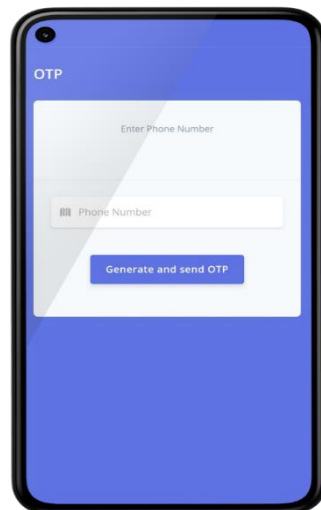 OTP
Enter Phone Number
Phone Number
Generate and send OTP